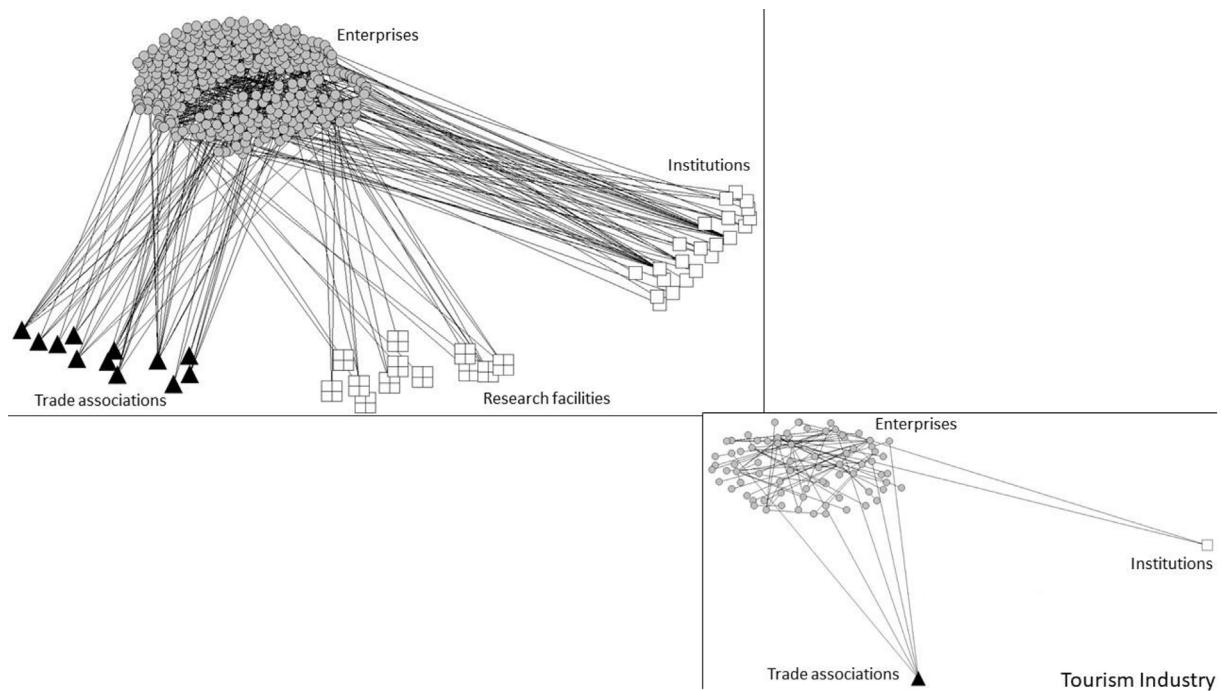 Enterprises
Institutions
Trade associations
Research facilities
Enterprises
Institutions
Trade associations
Tourism Industry